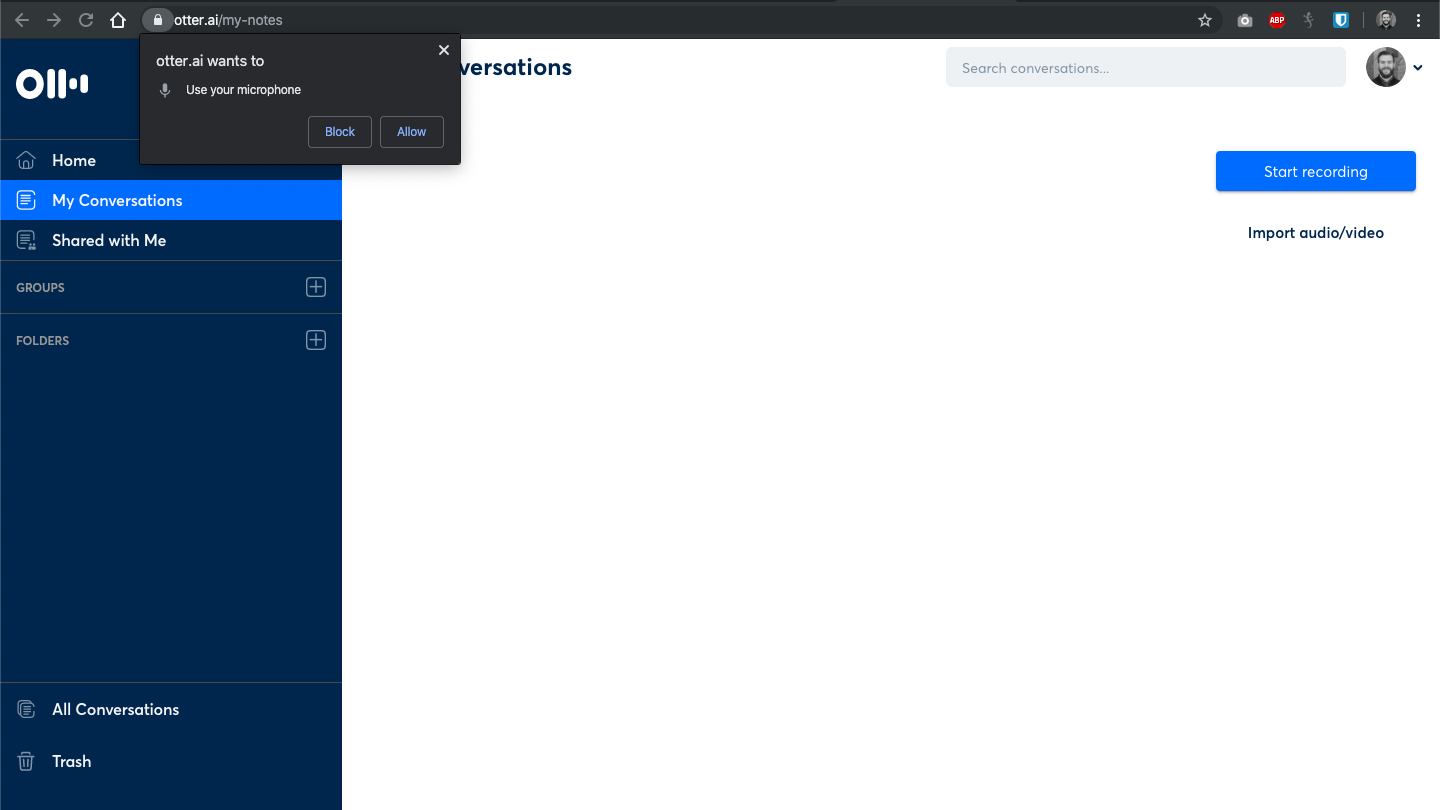 otter.ai/my-notes
ABP
otter.ai wants to
Use your microphone
Block
Allow
versations
Search conversations...
Home
My Conversations
Shared with Me
GROUPS
FOLDERS
Start recording
Import audio/video
All Conversations
Trash